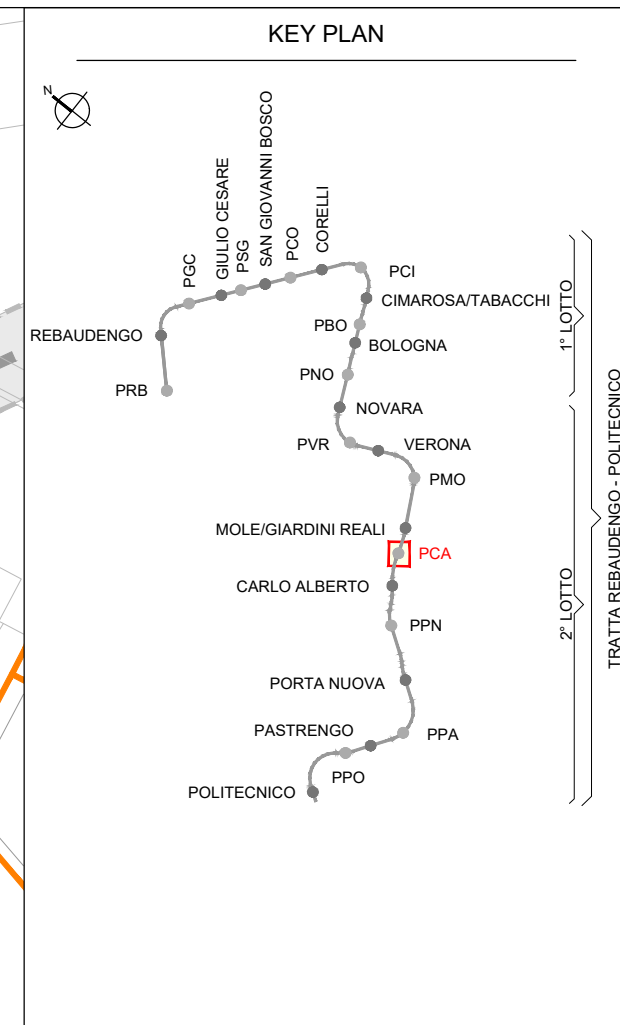 KEY PLAN
N
PGC
GIULIO CESARE
PSG
SAN GIOVANNI BOSCO
PCO
CORELLI
PCI
CIMAROSA/TABACCHI
REBAUDENGO
PBO
BOLOGNA
PRB
PNO
NOVARA
PVR
VERONA
PMO
MOLE/GIARDINI REALI
PCA
CARLO ALBERTO
PPN
PORTA NUOVA
PASTRENGO
PPA
PPO
POLITECNICO
1° LOTTO
2° LOTTO
TRATTA REBAUDENGO - POLITECNICO